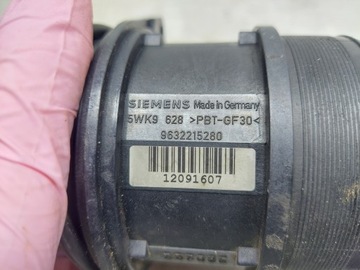 SIEMENS Made in Germany
5WK9 628 >PBT-GF30<
9632215280
12091607